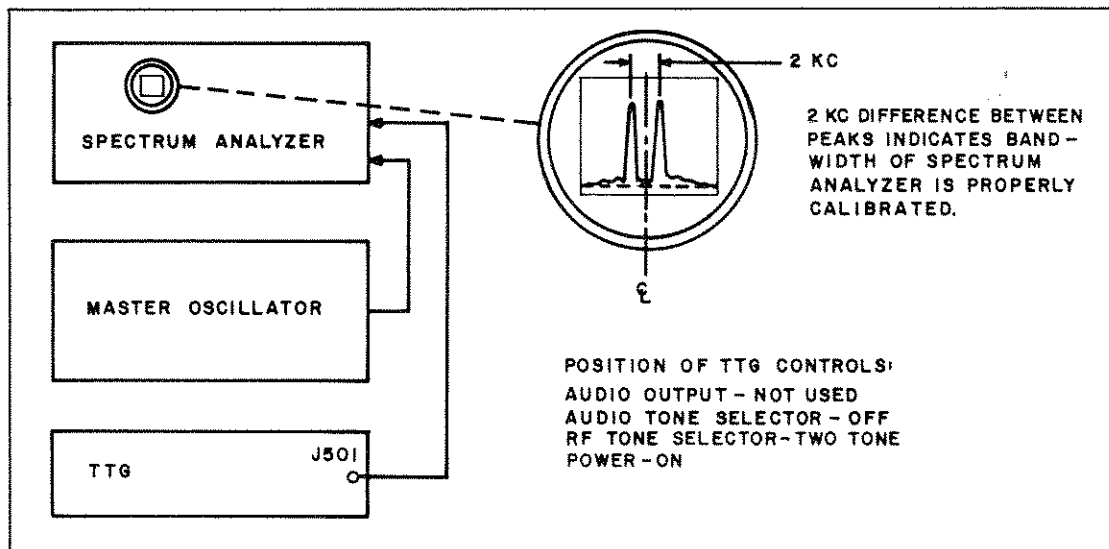 SPECTRUM ANALYZER
MASTER OSCILLATOR
TTG
J501
2 KC
2 KC DIFFERENCE BETWEEN
PEAKS INDICATES BAND-
WIDTH OF SPECTRUM
ANALYZER IS PROPERLY
CALIBRATED.
℄
POSITION OF TTG CONTROLS:
AUDIO OUTPUT - NOT USED
AUDIO TONE SELECTOR - OFF
RF TONE SELECTOR-TWO TONE
POWER-ON